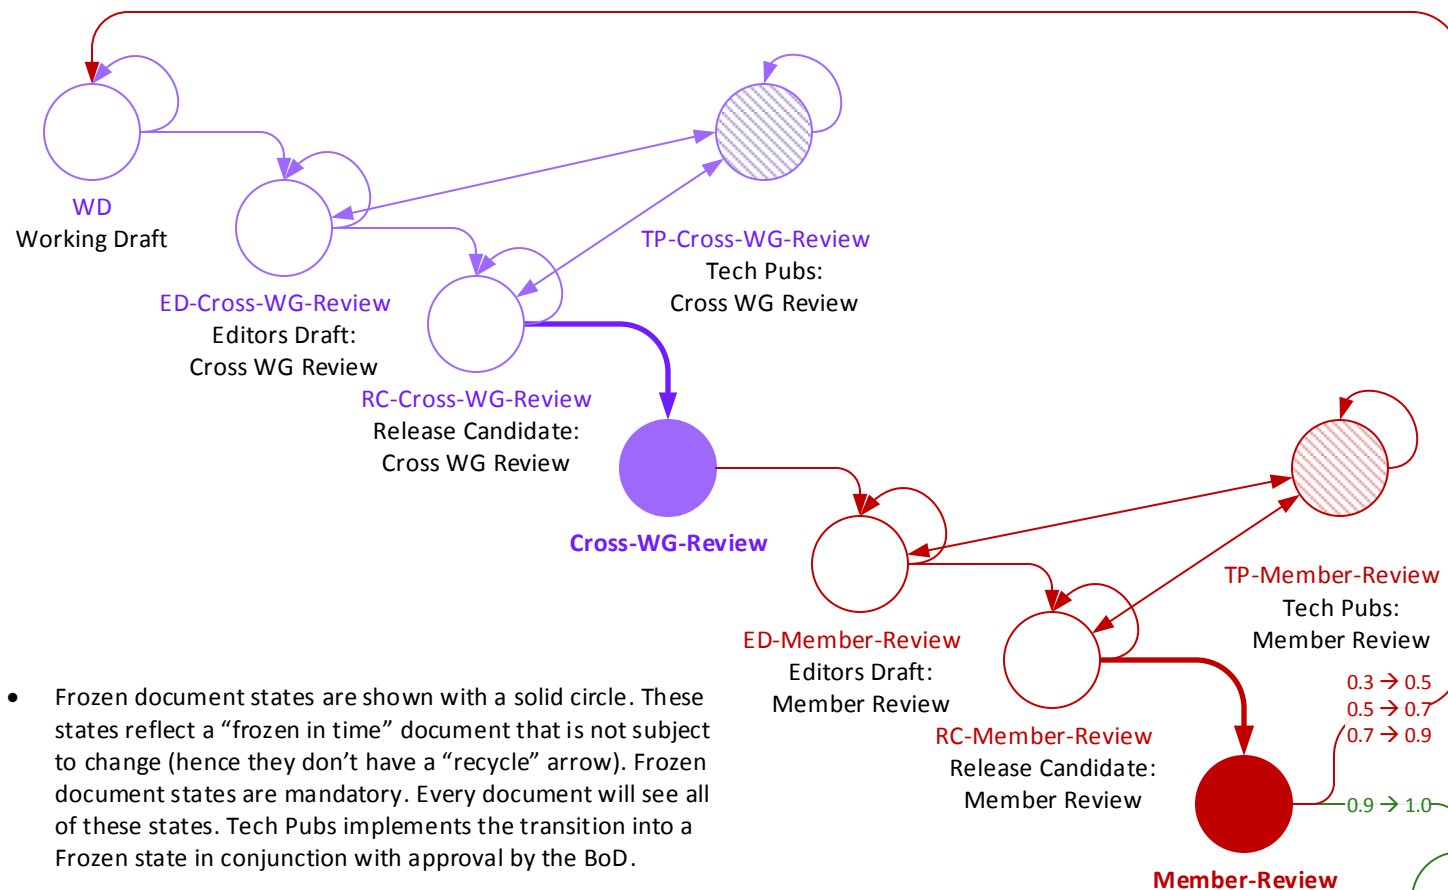 WD
Working Draft
TP-Cross-WG-Review
Tech Pubs:
Cross WG Review
ED-Cross-WG-Review
Editors Draft:
Cross WG Review
RC-Cross-WG-Review
Release Candidate:
Cross WG Review
Cross-WG-Review
TP-Member-Review
Tech Pubs:
Member Review
ED-Member-Review
Editors Draft:
Member Review
RC-Member-Review
Release Candidate:
Member Review
0.3 → 0.5
0.5 → 0.7
0.7 → 0.9
0.9 → 1.0
Member-Review
• Frozen document states are shown with a solid circle. These
states reflect a “frozen in time” document that is not subject
to change (hence they don’t have a “recycle” arrow). Frozen
document states are mandatory. Every document will see all
of these states. Tech Pubs implements the transition into a
Frozen state in conjunction with approval by the BoD.